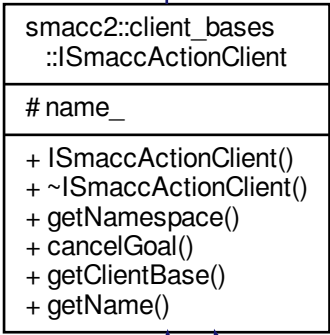 smacc2::client_bases
::ISmaccActionClient
# name_
+ ISmaccActionClient()
+ ~ISmaccActionClient()
+ getNamespace()
+ cancelGoal()
+ getClientBase()
+ getName()